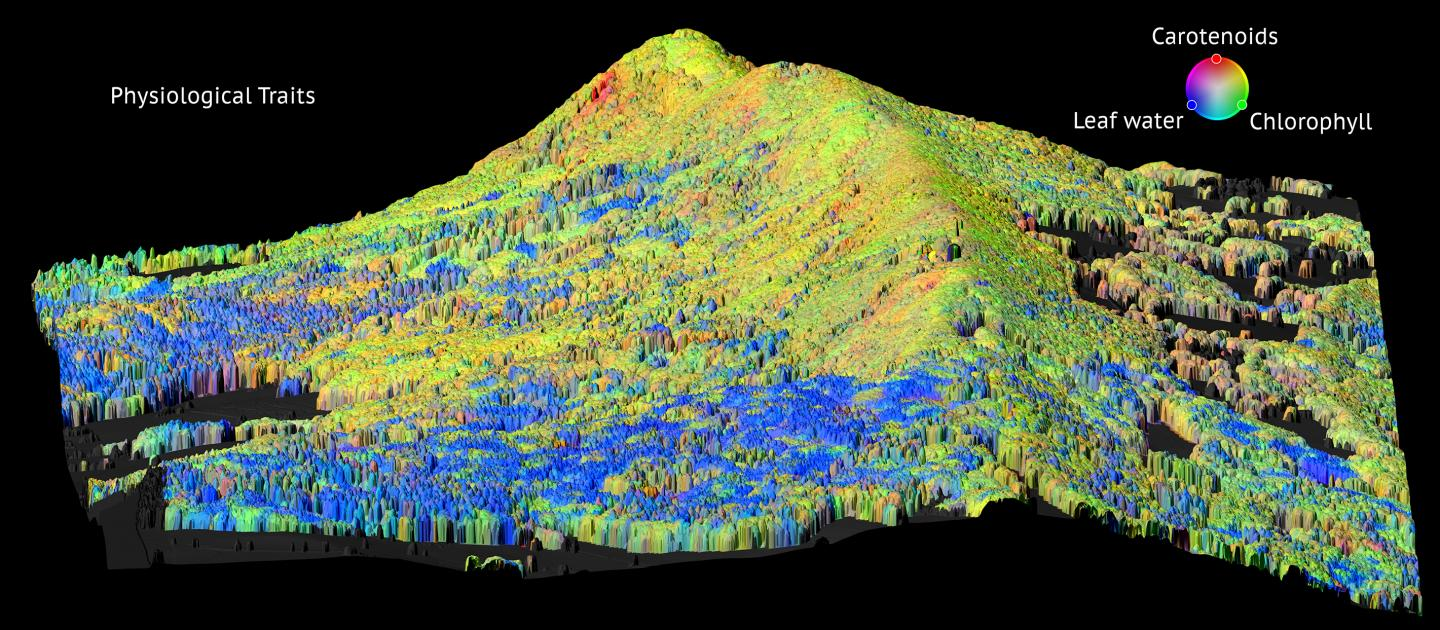 Physiological Traits
Carotenoids
Leaf water
Chlorophyll